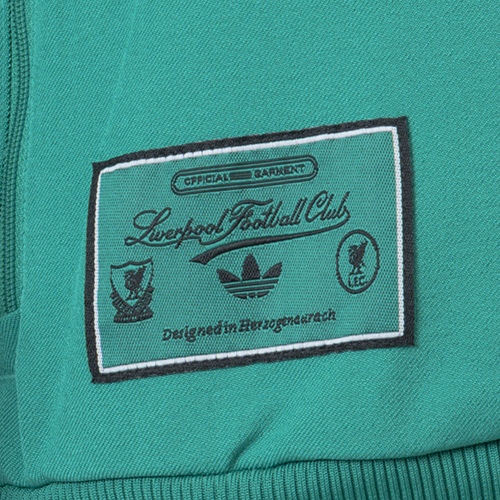 OFFICIAL GARMENT
Liverpool Football Club
L.F.C.
Designed in Herzogenaurach